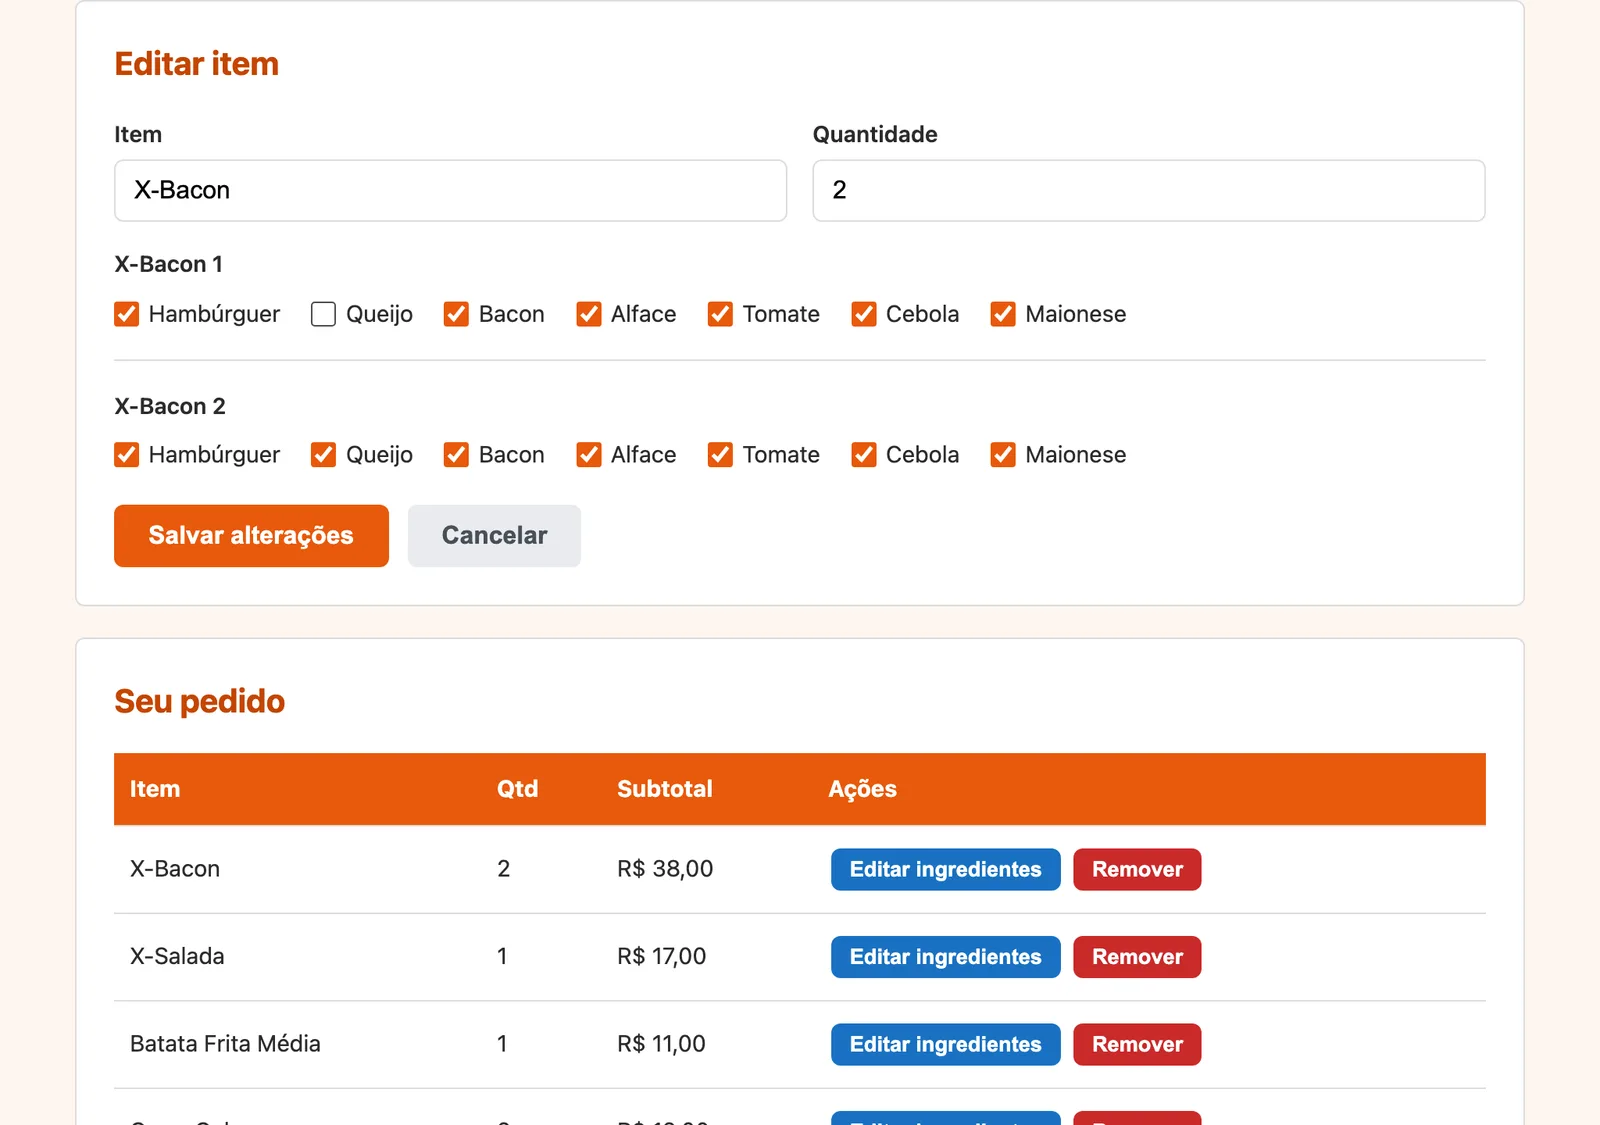 Editar item
Item Quantidade
X-Bacon 2
X-Bacon 1
Hambúrguer Queijo Bacon Alface Tomate Cebola Maionese
X-Bacon 2
Hambúrguer Queijo Bacon Alface Tomate Cebola Maionese
Salvar alterações Cancelar
Seu pedido
Item Qtd Subtotal Ações
X-Bacon 2 R$ 38,00 Editar ingredientes Remover
X-Salada 1 R$ 17,00 Editar ingredientes Remover
Batata Frita Média 1 R$ 11,00 Editar ingredientes Remover